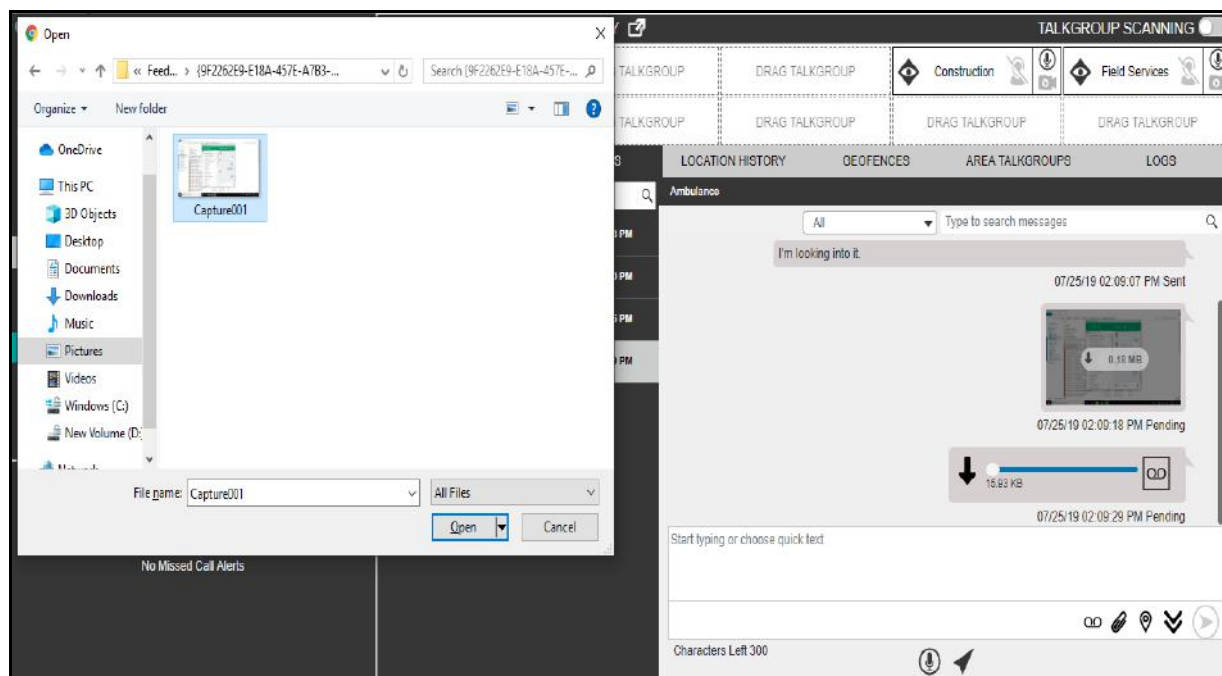 Open
TALKGROUP SCANNING
« Feed... › {9F2262E9-E18A-457E-A7B3-...
Search {9F2262E9-E18A-457E-...
TALKGROUP
DRAG TALKGROUP
Construction
Field Services
Organize
New folder
TALKGROUP
DRAG TALKGROUP
DRAG TALKGROUP
DRAG TALKGROUP
OneDrive
This PC
3D Objects
Desktop
Documents
Downloads
Music
Pictures
Videos
Windows (C:)
New Volume (D:
Capture001
S
LOCATION HISTORY
GEOFENCES
AREA TALKGROUPS
LOGS
Ambulance
PM
PM
PM
PM
All
Type to search messages
I'm looking into it.
07/25/19 02:09:07 PM Sent
0.18 MB
07/25/19 02:09:18 PM Pending
15.93 KB
07/25/19 02:09:29 PM Pending
File name:
Capture001
All Files
Open
Cancel
No Missed Call Alerts
Start typing or choose quick text
Characters Left 300